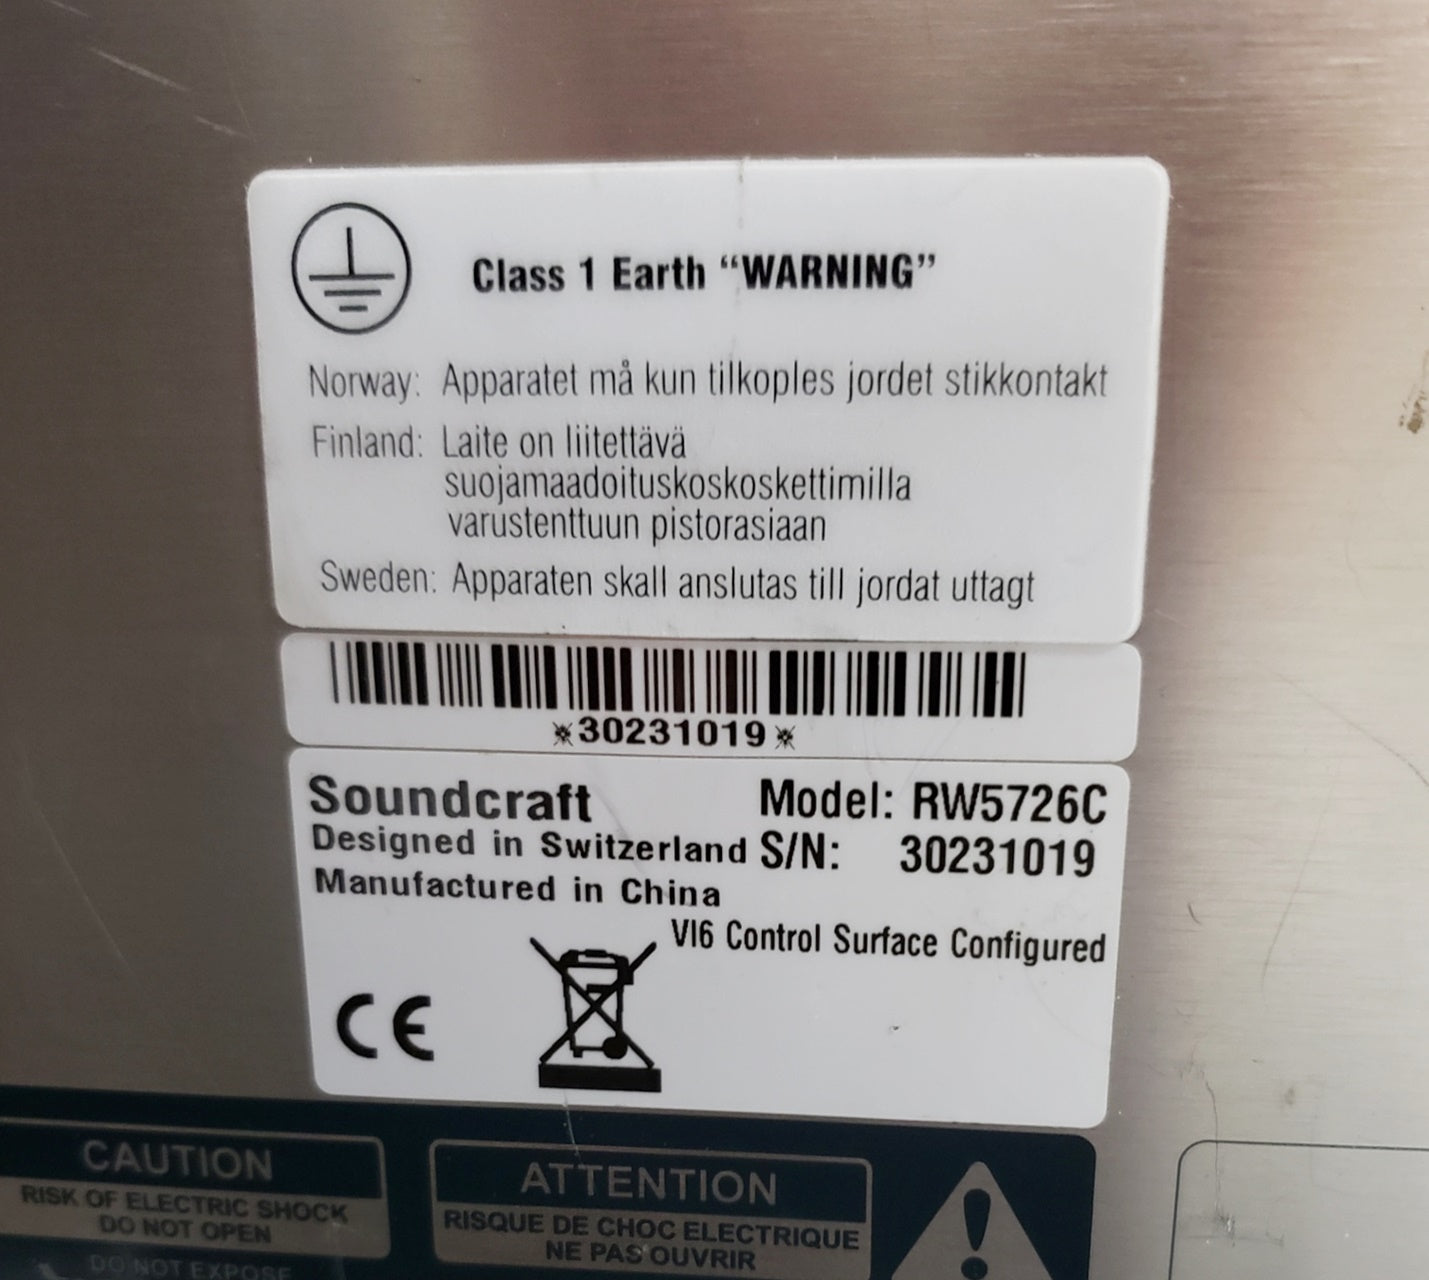 Class 1 Earth “WARNING”
Norway: Apparatet må kun tilkoples jordet stikkontakt
Finland: Laite on liitettävä
suojamaadoituskoskoskettimilla
varustenttuun pistorasiaan
Sweden: Apparaten skall anslutas till jordat uttagt
*30231019*
Soundcraft Model: RW5726C
Designed in Switzerland S/N: 30231019
Manufactured in China
VI6 Control Surface Configured
CE
CAUTION
RISK OF ELECTRIC SHOCK
DO NOT OPEN
DO NOT EXPOSE
ATTENTION
RISQUE DE CHOC ELECTRIQUE
NE PAS OUVRIR